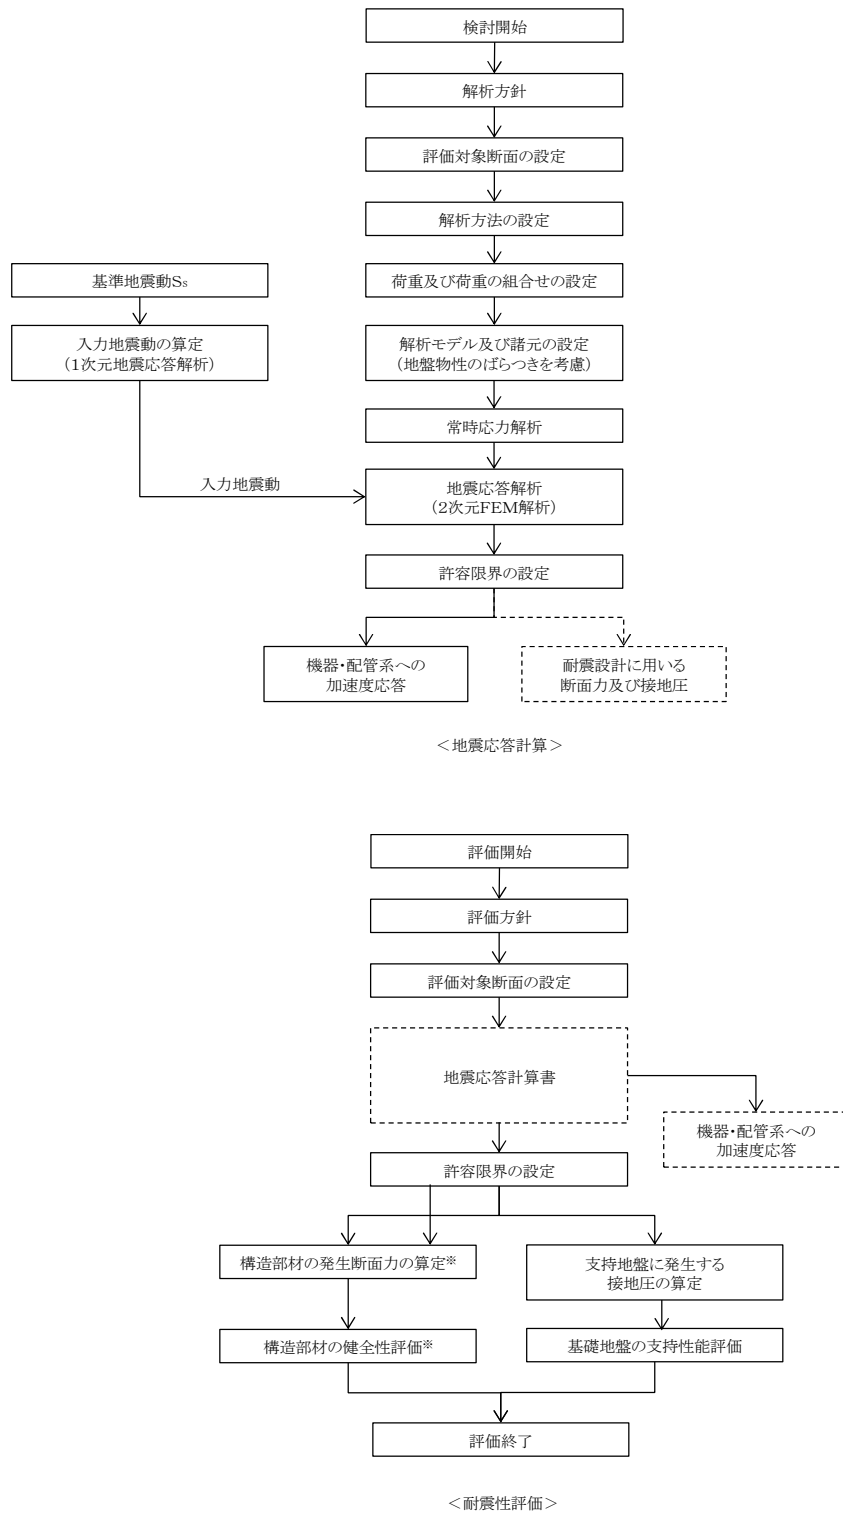 検討開始
解析方針
評価対象断面の設定
解析方法の設定
基準地震動Ss
荷重及び荷重の組合せの設定
入力地震動の算定
（1次元地震応答解析）
解析モデル及び諸元の設定
（地盤物性のばらつきを考慮）
常時応力解析
入力地震動
地震応答解析
（2次元FEM解析）
許容限界の設定
機器・配管系への
加速度応答
耐震設計に用いる
断面力及び接地圧
＜地震応答計算＞
評価開始
評価方針
評価対象断面の設定
地震応答計算書
機器・配管系への
加速度応答
許容限界の設定
構造部材の発生断面力の算定※
支持地盤に発生する
接地圧の算定
構造部材の健全性評価※
基礎地盤の支持性能評価
評価終了
＜耐震性評価＞